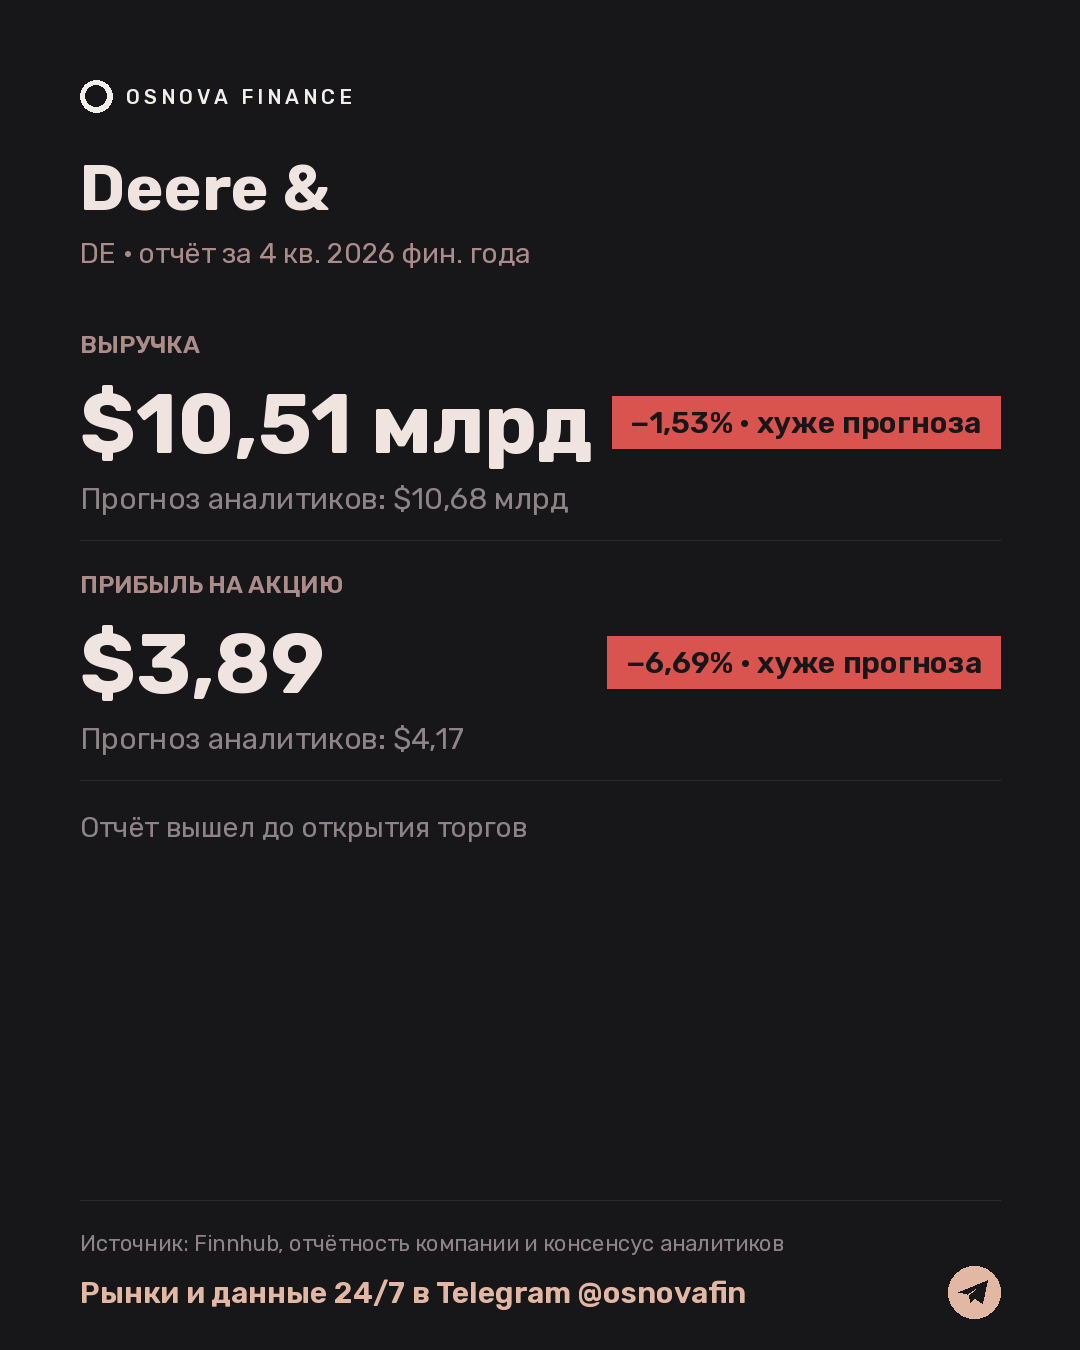 OSNOVA FINANCE
Deere &
DE • отчёт за 4 кв. 2026 фин. года
ВЫРУЧКА
$10,51 млрд
−1,53% • хуже прогноза
Прогноз аналитиков: $10,68 млрд
ПРИБЫЛЬ НА АКЦИЮ
$3,89
−6,69% • хуже прогноза
Прогноз аналитиков: $4,17
Отчёт вышел до открытия торгов
Источник: Finnhub, отчётность компании и консенсус аналитиков
Рынки и данные 24/7 в Telegram @osnovafin